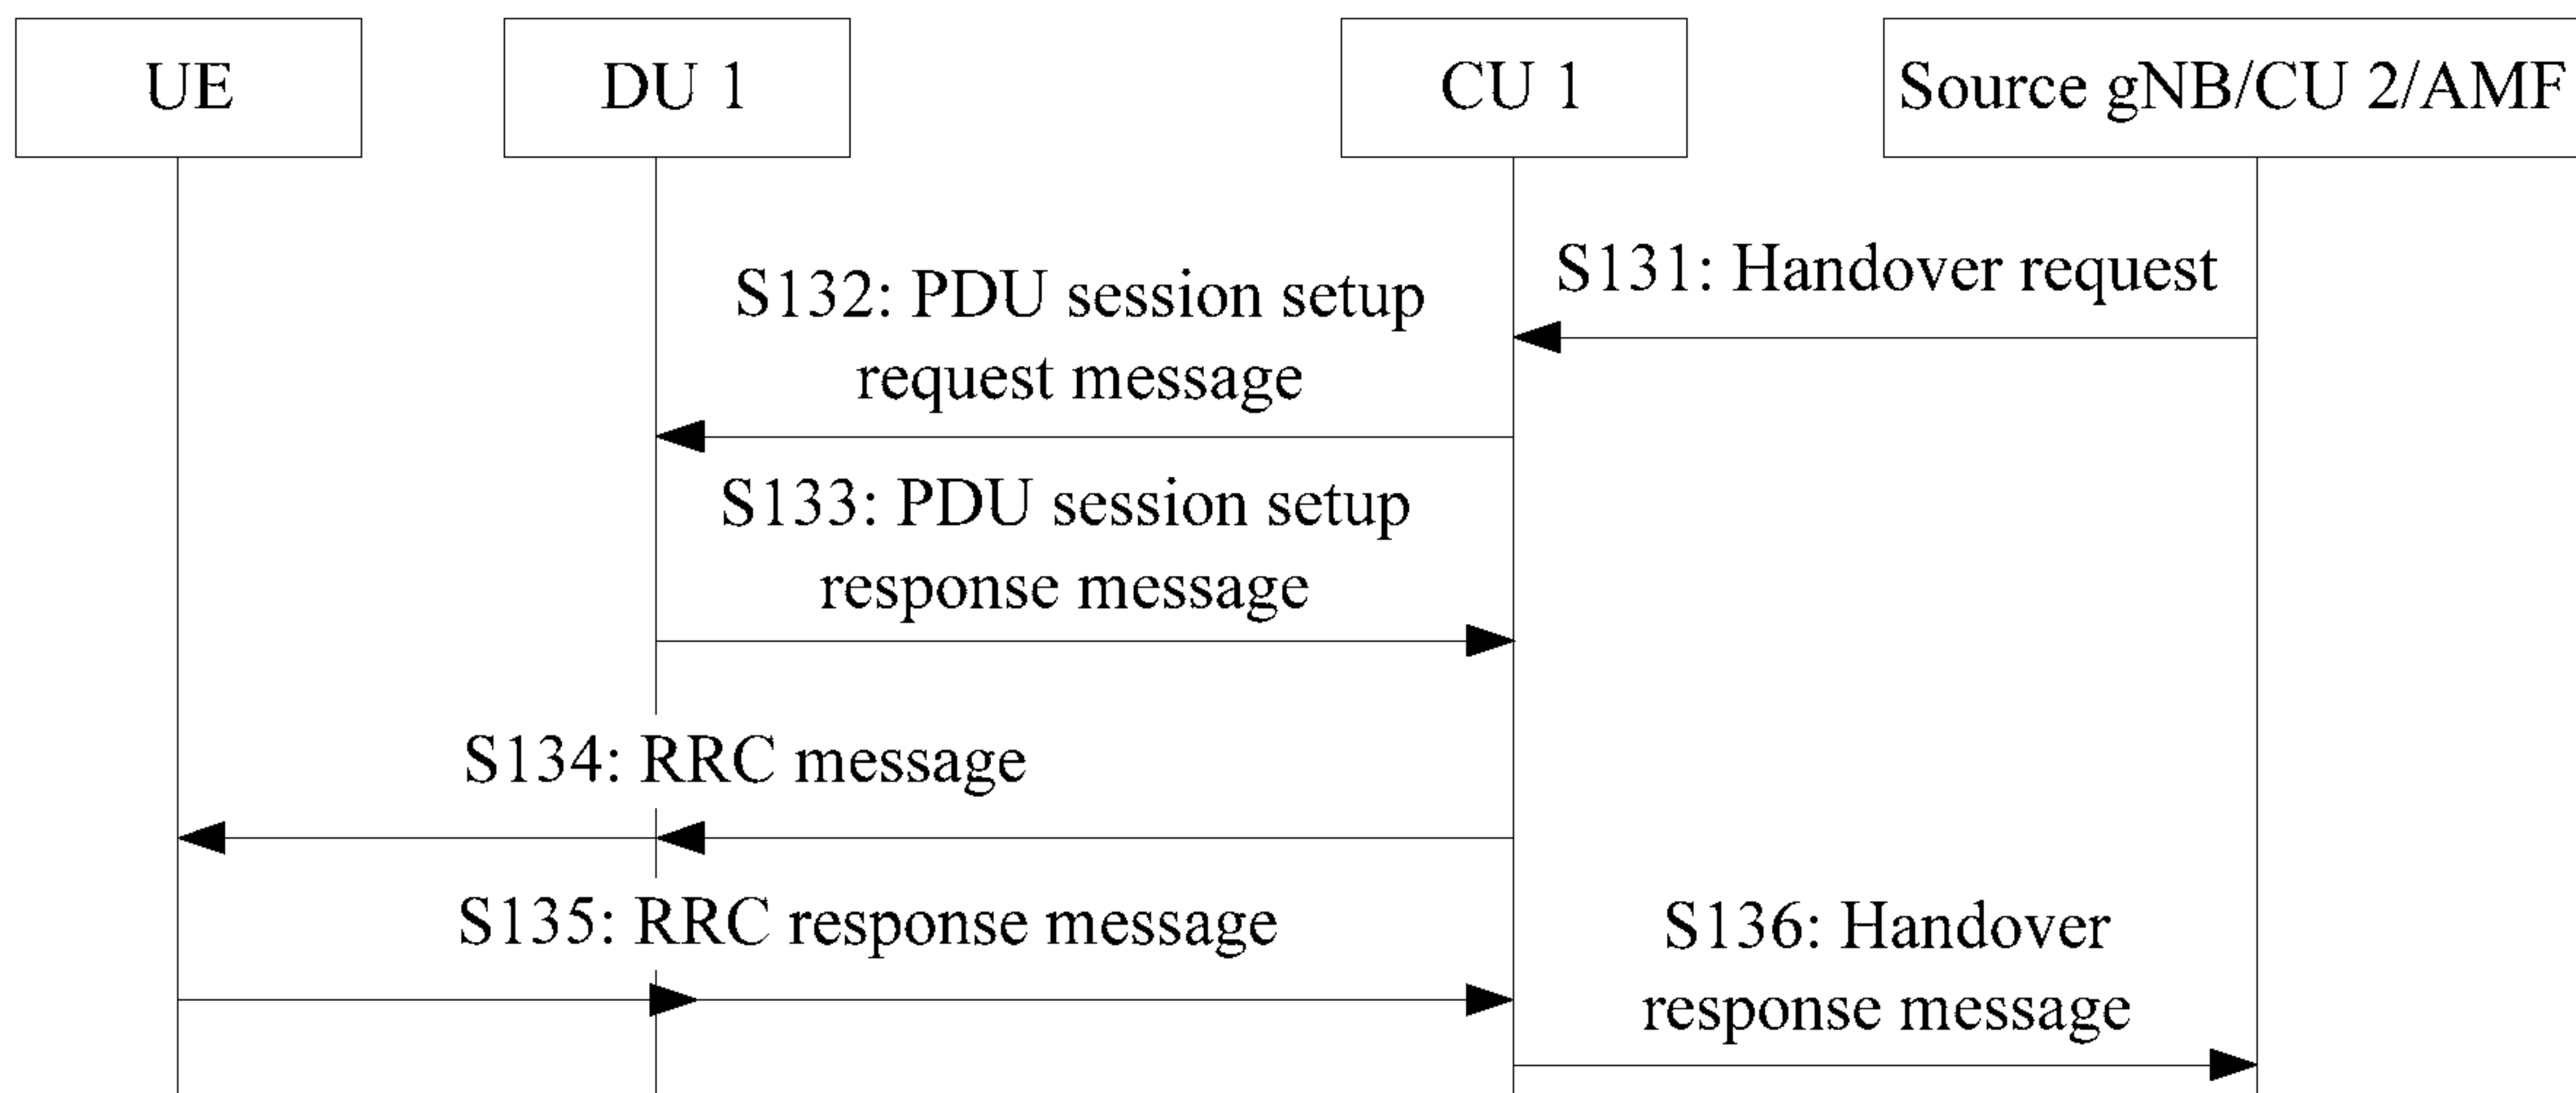 UE
DU 1
CU 1
Source gNB/CU 2/AMF
S131: Handover request
S132: PDU session setup
request message
S133: PDU session setup
response message
S134: RRC message
S135: RRC response message
S136: Handover
response message